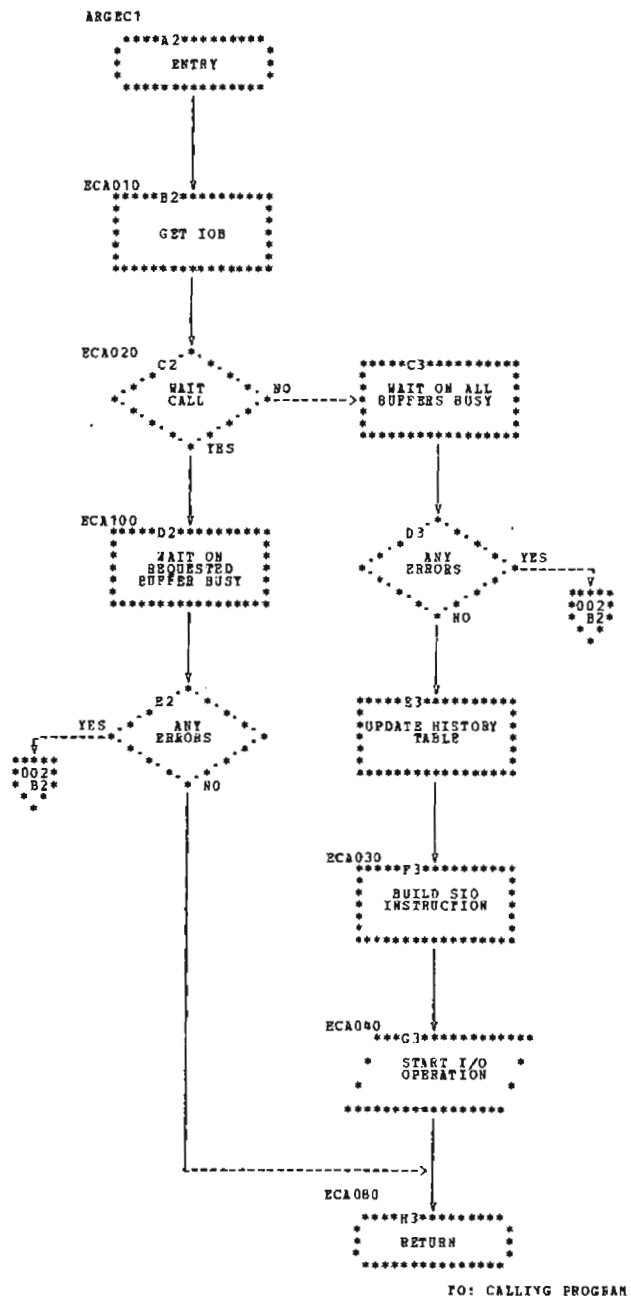 ARGEC1
A2
ENTRY
ECA010
B2
GET IOB
ECA020
C2
WAIT
CALL
NO
YES
C3
WAIT ON ALL
BUFFERS BUSY
ECA100
D2
WAIT ON
REQUESTED
BUFFER BUSY
D3
ANY
ERRORS
YES
NO
002
B2
E2
ANY
ERRORS
YES
NO
002
B2
E3
UPDATE HISTORY
TABLE
ECA030
F3
BUILD SIO
INSTRUCTION
ECA040
G3
START I/O
OPERATION
ECA080
H3
RETURN
TO: CALLING PROGRAM